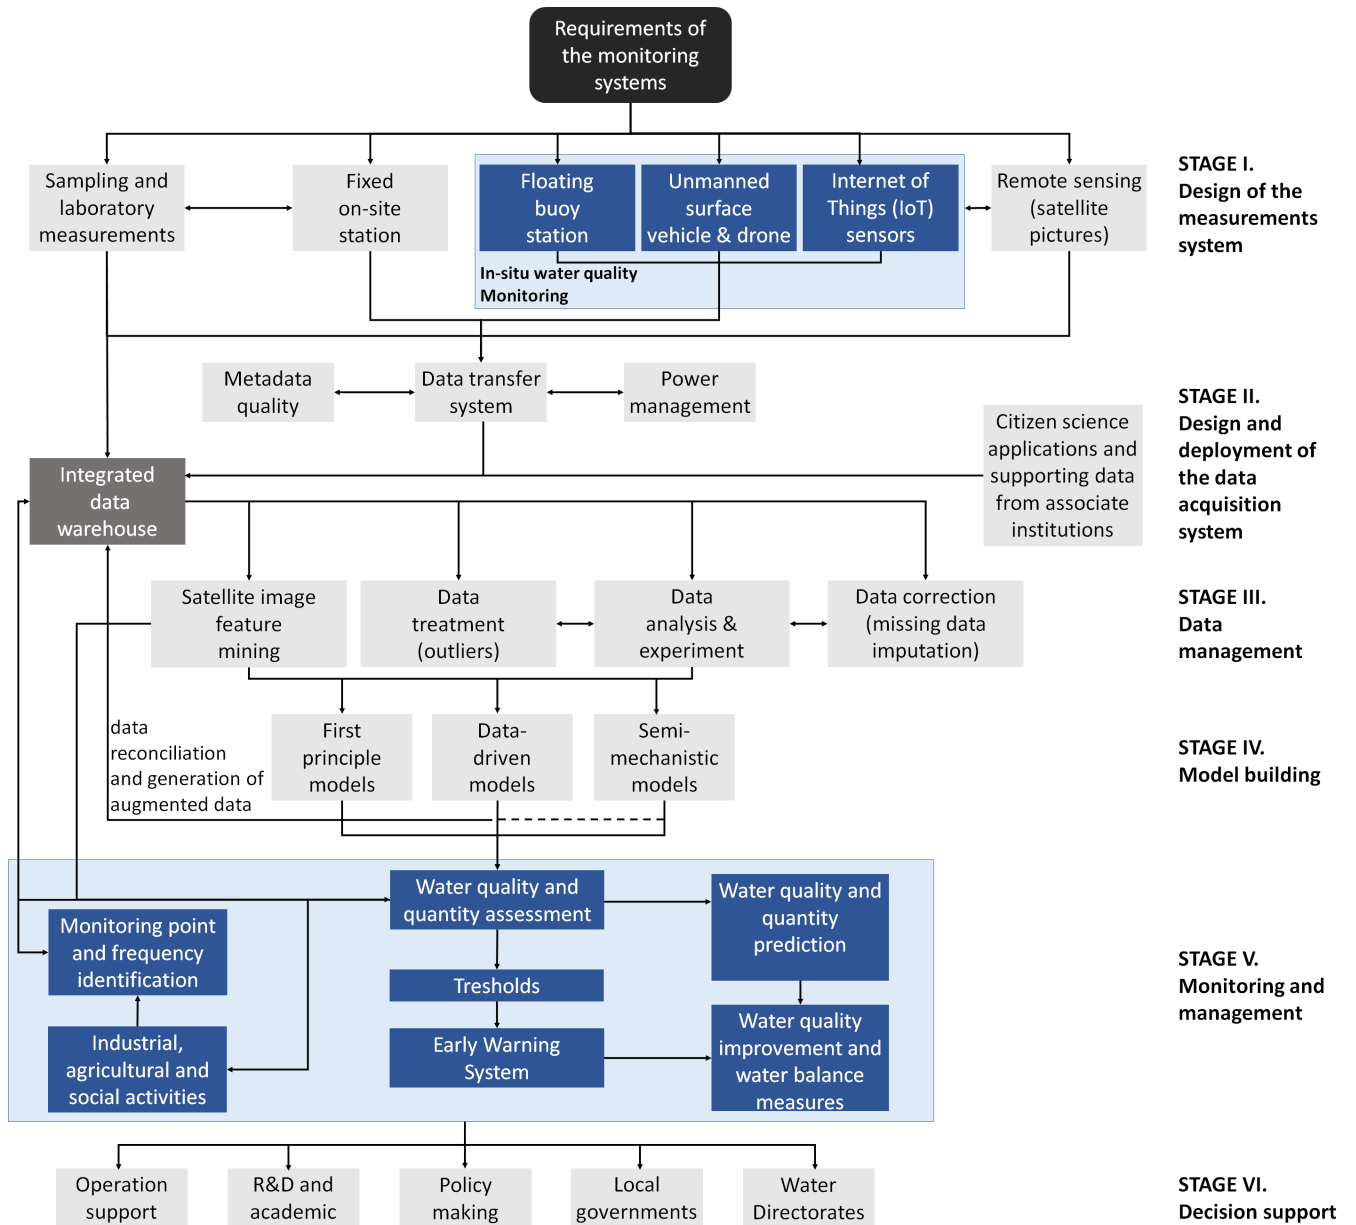 Requirements of
the monitoring
systems
Sampling and
laboratory
measurements
Fixed
on-site
station
Floating
buoy
station
Unmanned
surface
vehicle & drone
Internet of
Things (IoT)
sensors
Remote sensing
(satellite
pictures)
In-situ water quality
Monitoring
STAGE I.
Design of the
measurements
system
Metadata
quality
Data transfer
system
Power
management
Citizen science
applications and
supporting data
from associate
institutions
STAGE II.
Design and
deployment of
the data
acquisition
system
Integrated
data
warehouse
Satellite image
feature
mining
Data
treatment
(outliers)
Data
analysis &
experiment
Data correction
(missing data
imputation)
STAGE III.
Data
management
data
reconciliation
and generation of
augmented data
First
principle
models
Data-
driven
models
Semi-
mechanistic
models
STAGE IV.
Model building
Water quality and
quantity assessment
Water quality and
quantity
prediction
Monitoring point
and frequency
identification
Tresholds
Industrial,
agricultural and
social activities
Early Warning
System
Water quality
improvement and
water balance
measures
STAGE V.
Monitoring and
management
Operation
support
R&D and
academic
Policy
making
Local
governments
Water
Directorates
STAGE VI.
Decision support